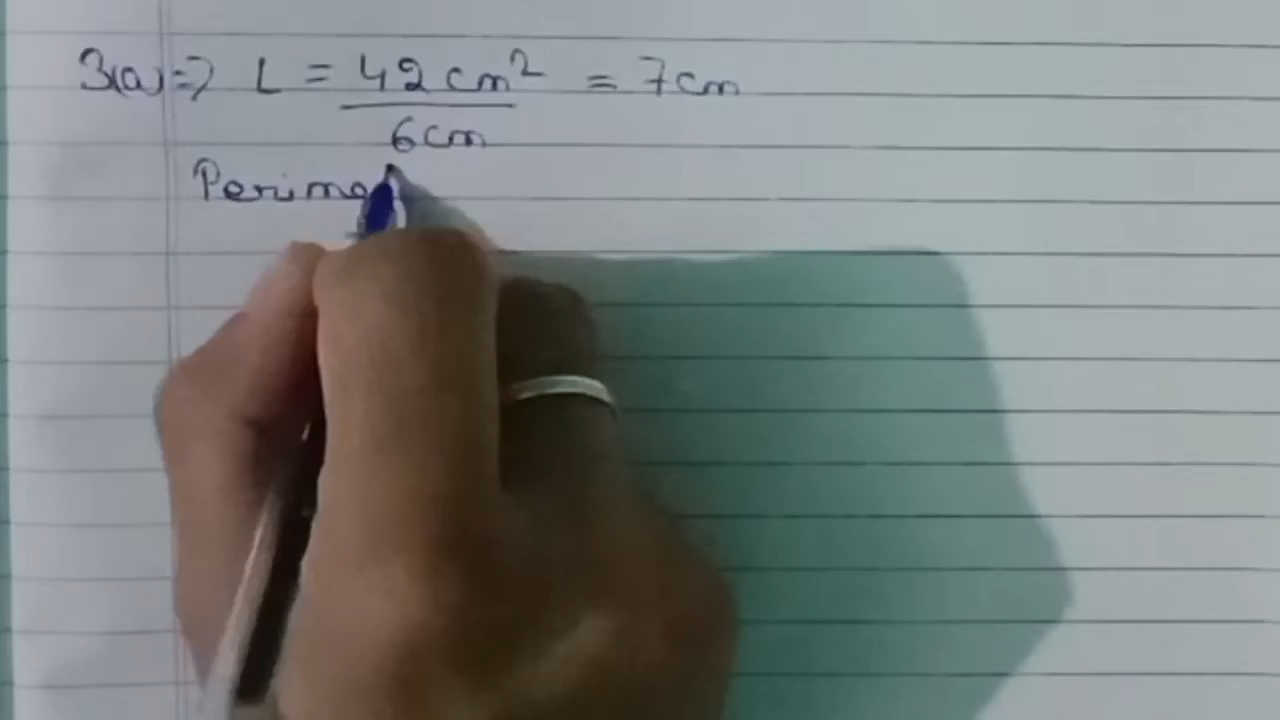 3(a) => L = 42 cm² / 6 cm = 7 cm
Perime